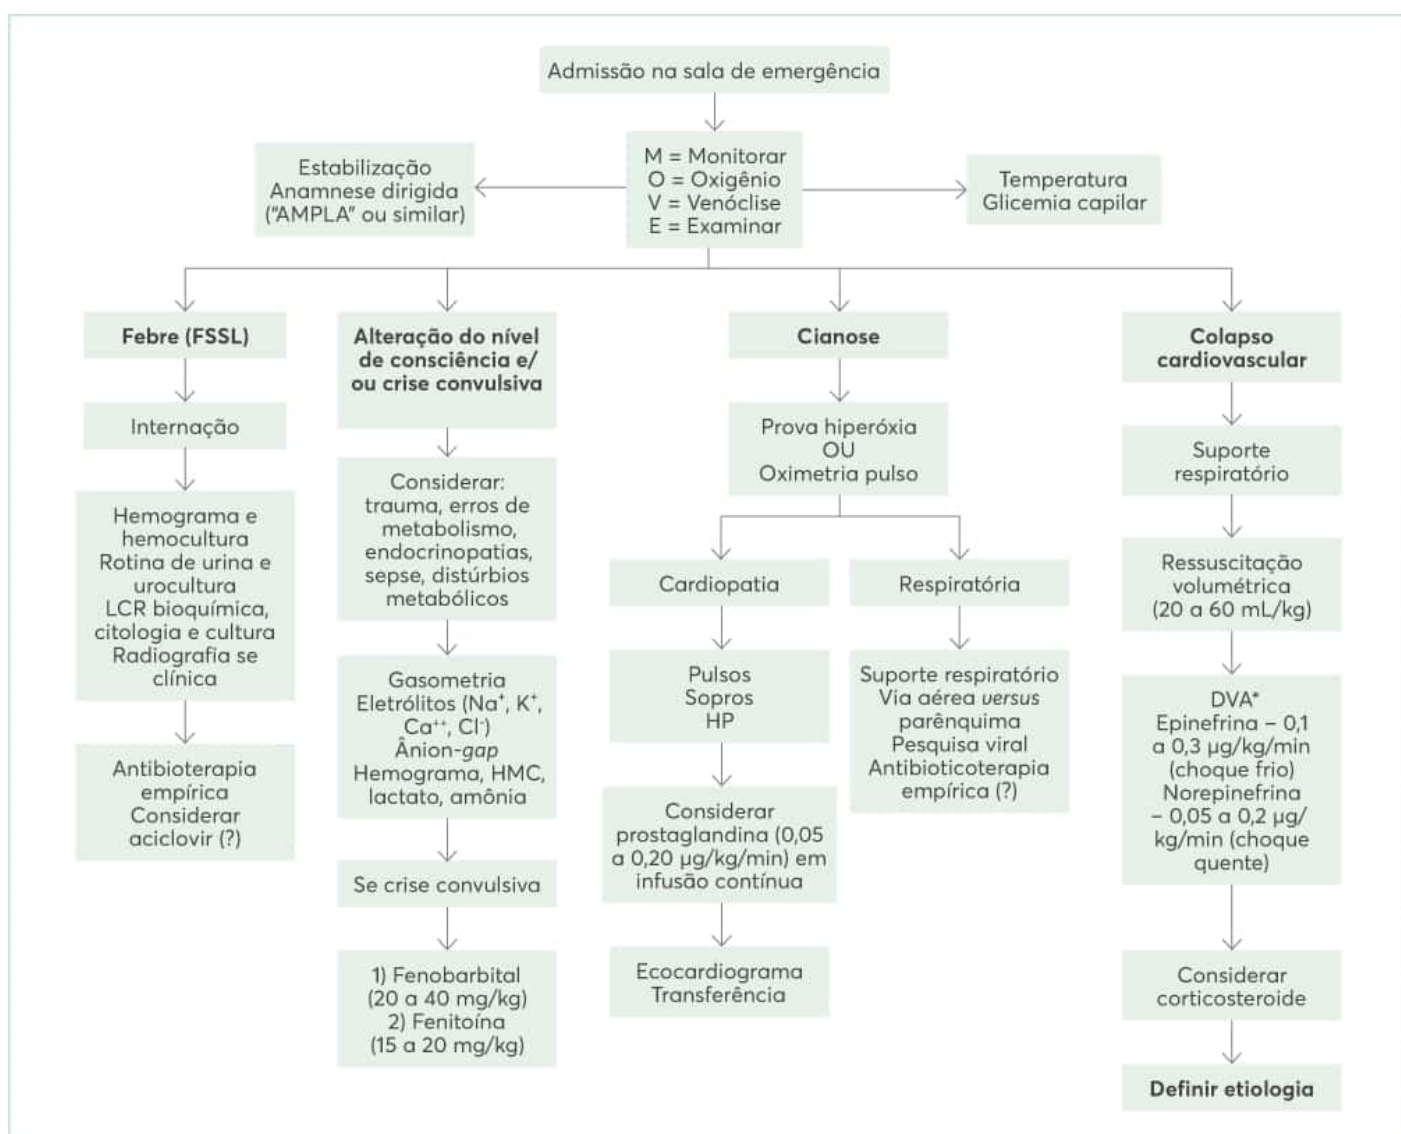 Admissão na sala de emergência
M = Monitorar
O = Oxigênio
V = Venóclise
E = Examinar
Estabilização
Anamnese dirigida
(“AMPLA” ou similar)
Temperatura
Glicemia capilar
Febre (FSSL)
Internação
Hemograma e
hemocultura
Rotina de urina e
urocultura
LCR bioquímica,
citologia e cultura
Radiografia se
clínica
Antibioterapia
empírica
Considerar
aciclovir (?)
Alteração do nível
de consciência e/
ou crise convulsiva
Considerar:
trauma, erros de
metabolismo,
endocrinopatias,
sepse, distúrbios
metabólicos
Gasometria
Eletrólitos (Na⁺, K⁺,
Ca⁺⁺, Cl⁻)
Ânion-gap
Hemograma, HMC,
lactato, amônia
Se crise convulsiva
1) Fenobarbital
(20 a 40 mg/kg)
2) Fenitoína
(15 a 20 mg/kg)
Cianose
Prova hiperóxia
OU
Oximetria pulso
Cardiopatia
Pulsos
Sopros
HP
Considerar
prostaglandina (0,05
a 0,20 µg/kg/min) em
infusão contínua
Ecocardiograma
Transferência
Respiratória
Suporte respiratório
Via aérea versus
parênquima
Pesquisa viral
Antibioticoterapia
empírica (?)
Colapso
cardiovascular
Suporte
respiratório
Ressuscitação
volumétrica
(20 a 60 mL/kg)
DVA*
Epinefrina – 0,1
a 0,3 µg/kg/min
(choque frio)
Norepinefrina
– 0,05 a 0,2 µg/
kg/min (choque
quente)
Considerar
corticosteroide
Definir etiologia